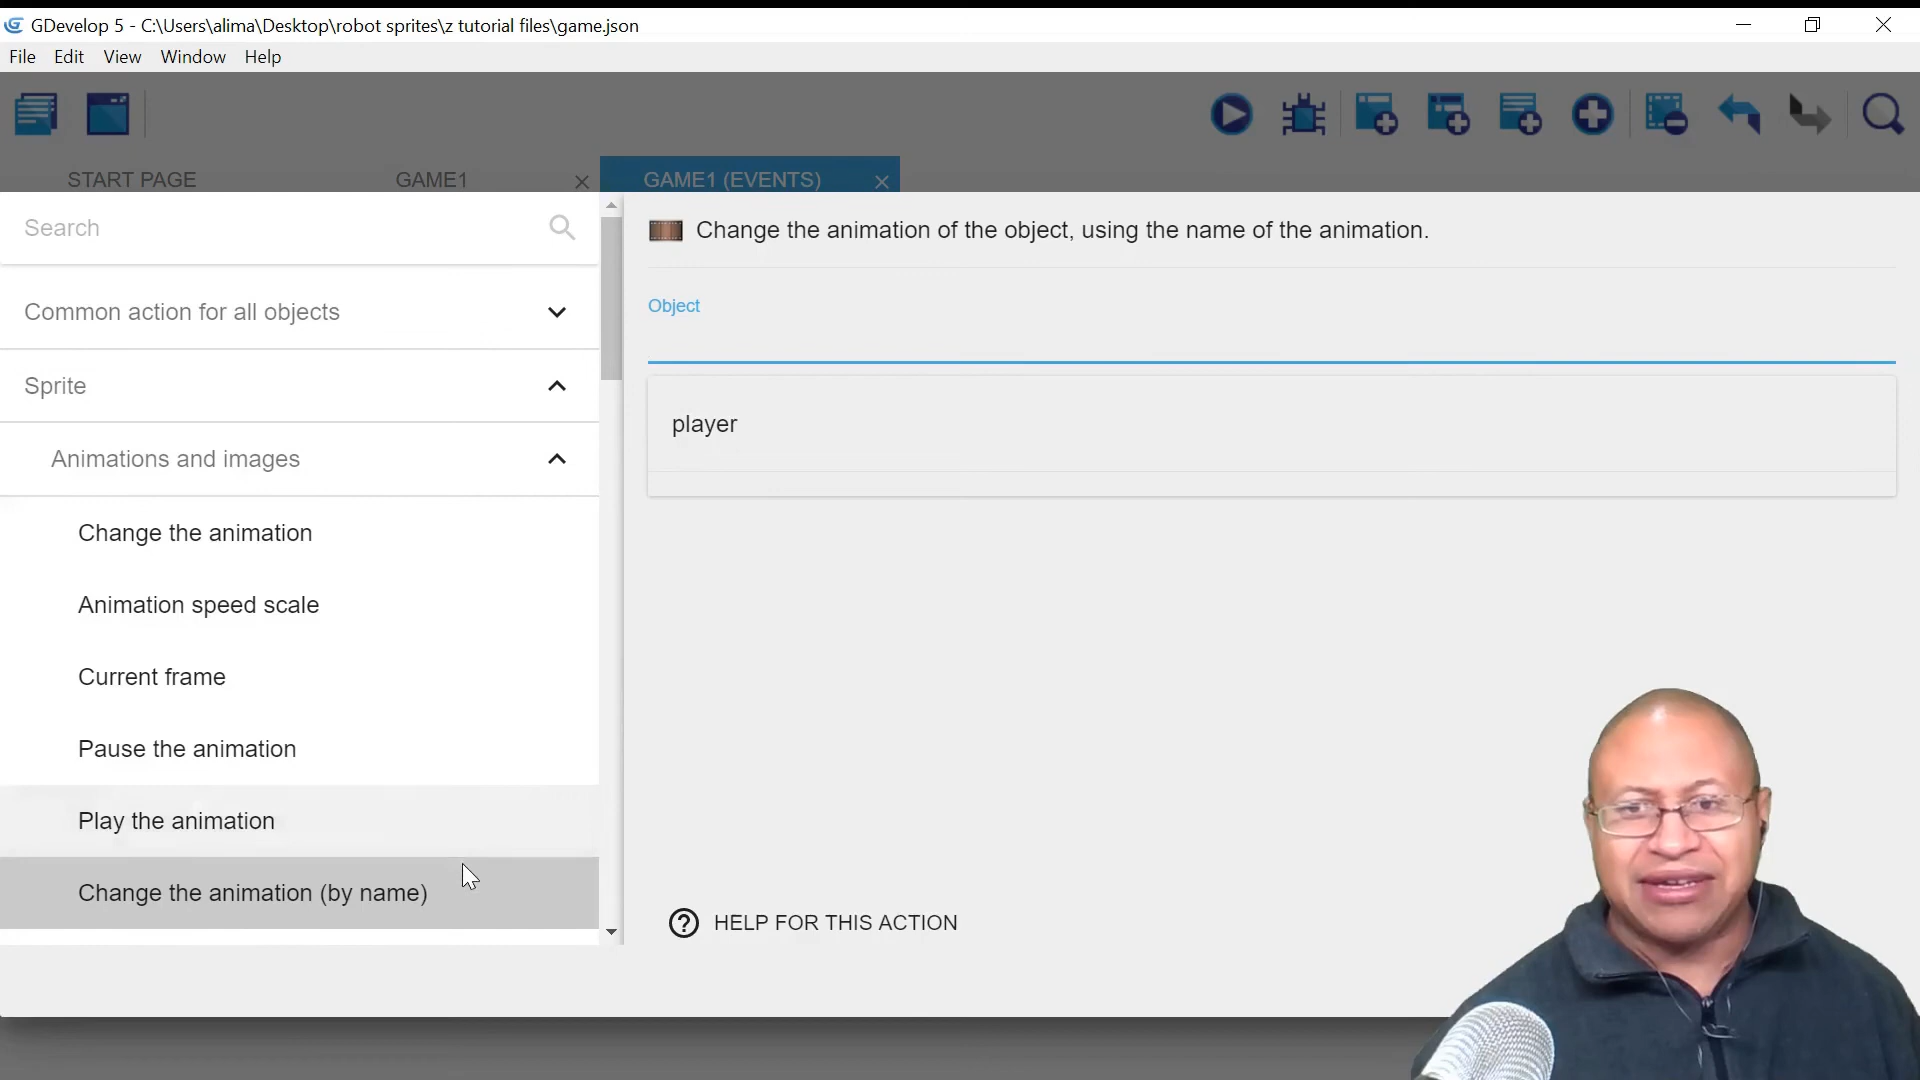 GDevelop 5 - C:\Users\alima\Desktop\robot sprites\z tutorial files\game.json
File Edit View Window Help
START PAGE GAME1 GAME1 (EVENTS)
Search
Common action for all objects
Sprite
Animations and images
Change the animation
Animation speed scale
Current frame
Pause the animation
Play the animation
Change the animation (by name)
Change the animation of the object, using the name of the animation.
Object
player
HELP FOR THIS ACTION